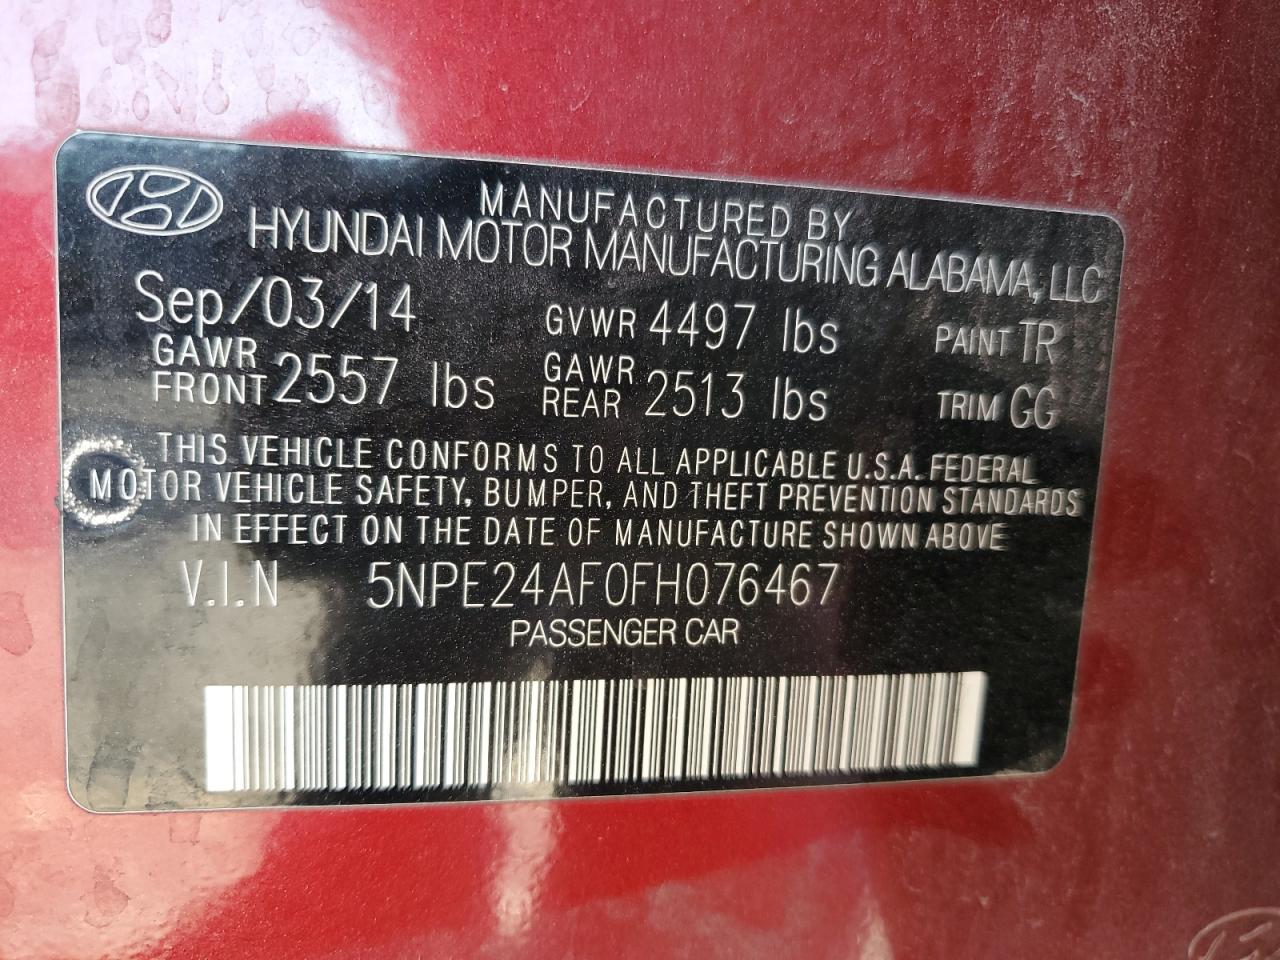 MANUFACTURED BY
HYUNDAI MOTOR MANUFACTURING ALABAMA, LLC
Sep/03/14 GVWR 4497 lbs PAINT TR
GAWR FRONT 2557 lbs GAWR REAR 2513 lbs TRIM GG
THIS VEHICLE CONFORMS TO ALL APPLICABLE U.S.A. FEDERAL
MOTOR VEHICLE SAFETY, BUMPER, AND THEFT PREVENTION STANDARDS
IN EFFECT ON THE DATE OF MANUFACTURE SHOWN ABOVE
V.I.N 5NPE24AF0FH076467
PASSENGER CAR